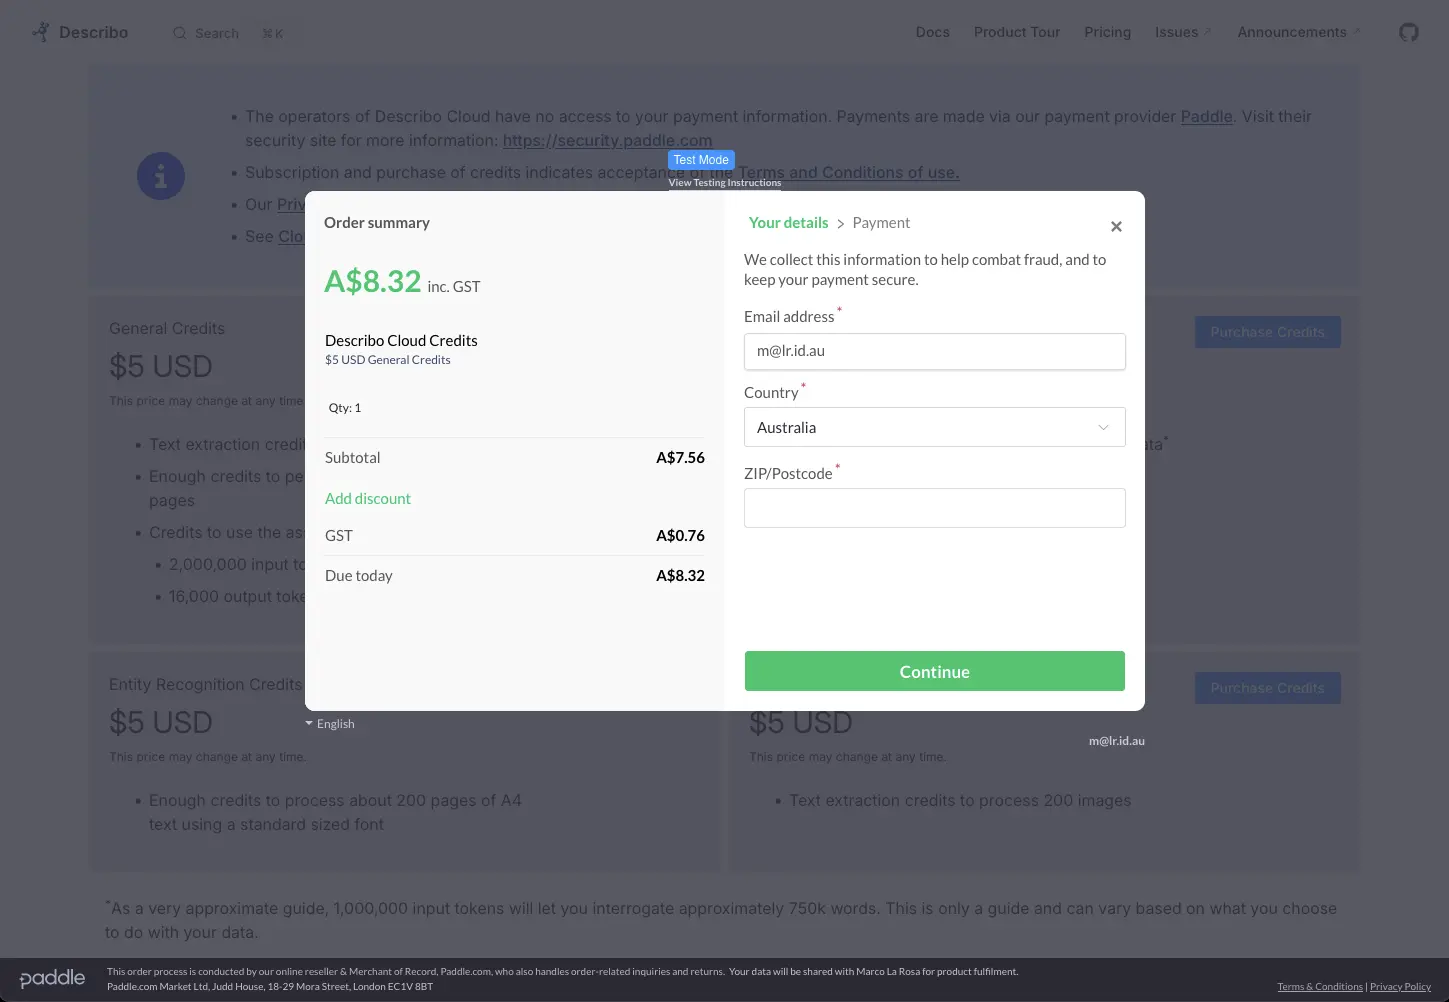 Describo
Search
⌘K
Docs
Product Tour
Pricing
Issues
Announcements
The operators of Describo Cloud have no access to your payment information. Payments are made via our payment provider Paddle. Visit their
security site for more information: https://security.paddle.com
Test Mode
Subscription and purchase of credits indicates acceptance of the Terms and Conditions of use.
View Testing Instructions
Our Priv
See Clo
Order summary
A$8.32 inc. GST
Describo Cloud Credits
$5 USD General Credits
Qty: 1
Subtotal
A$7.56
Add discount
GST
A$0.76
Due today
A$8.32
Your details > Payment
We collect this information to help combat fraud, and to
keep your payment secure.
Email address*
m@lr.id.au
Country*
Australia
ZIP/Postcode*
Continue
English
m@lr.id.au
General Credits
$5 USD
This price may change at any time
Purchase Credits
Text extraction credit
Enough credits to pe
pages
Credits to use the as
2,000,000 input to
16,000 output toke
ata*
Entity Recognition Credits
$5 USD
This price may change at any time.
Enough credits to process about 200 pages of A4
text using a standard sized font
Purchase Credits
$5 USD
This price may change at any time.
Text extraction credits to process 200 images
*As a very approximate guide, 1,000,000 input tokens will let you interrogate approximately 750k words. This is only a guide and can vary based on what you choose
to do with your data.
paddle
This order process is conducted by our online reseller & Merchant of Record, Paddle.com, who also handles order-related inquiries and returns. Your data will be shared with Marco La Rosa for product fulfilment.
Paddle.com Market Ltd, Judd House, 18-29 Mora Street, London EC1V 8BT
Terms & Conditions | Privacy Policy